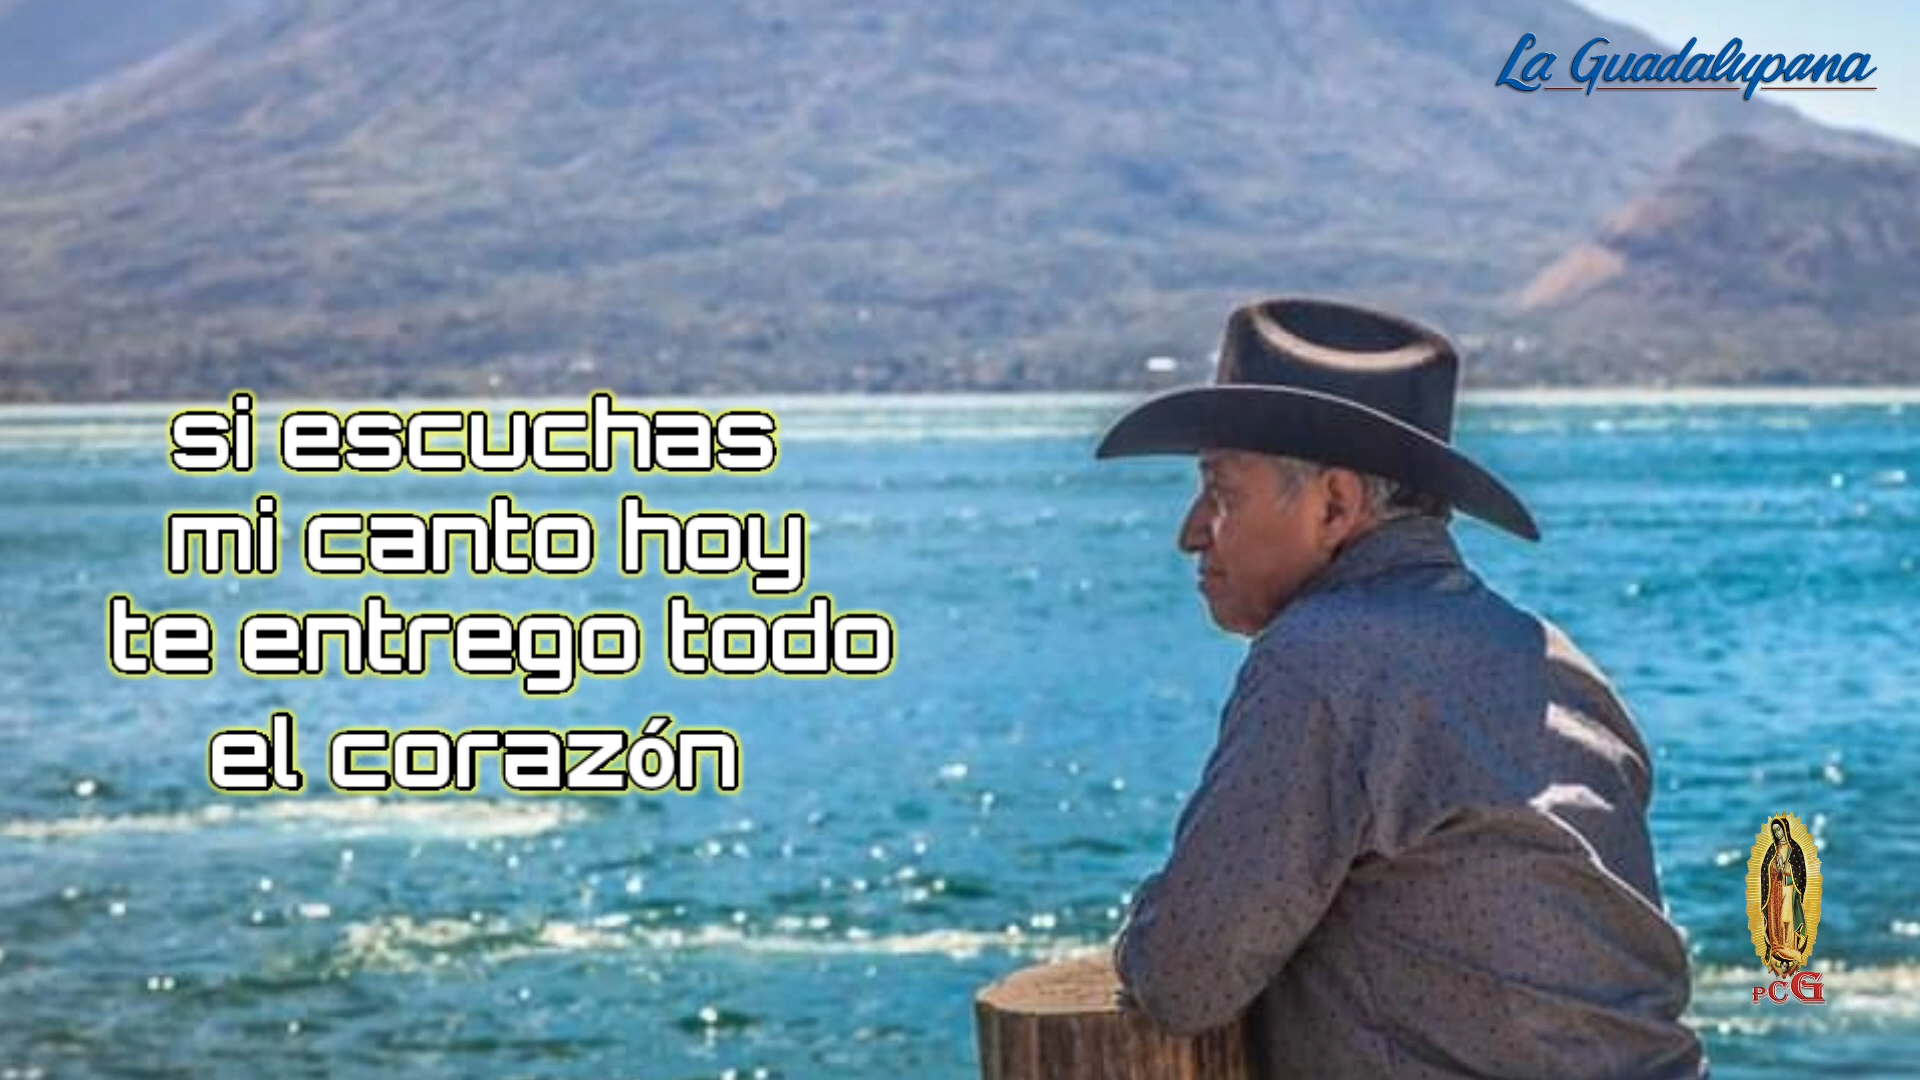 La Guadalupana
si escuchas
mi canto hoy
te entrego todo
el corazón
PCG